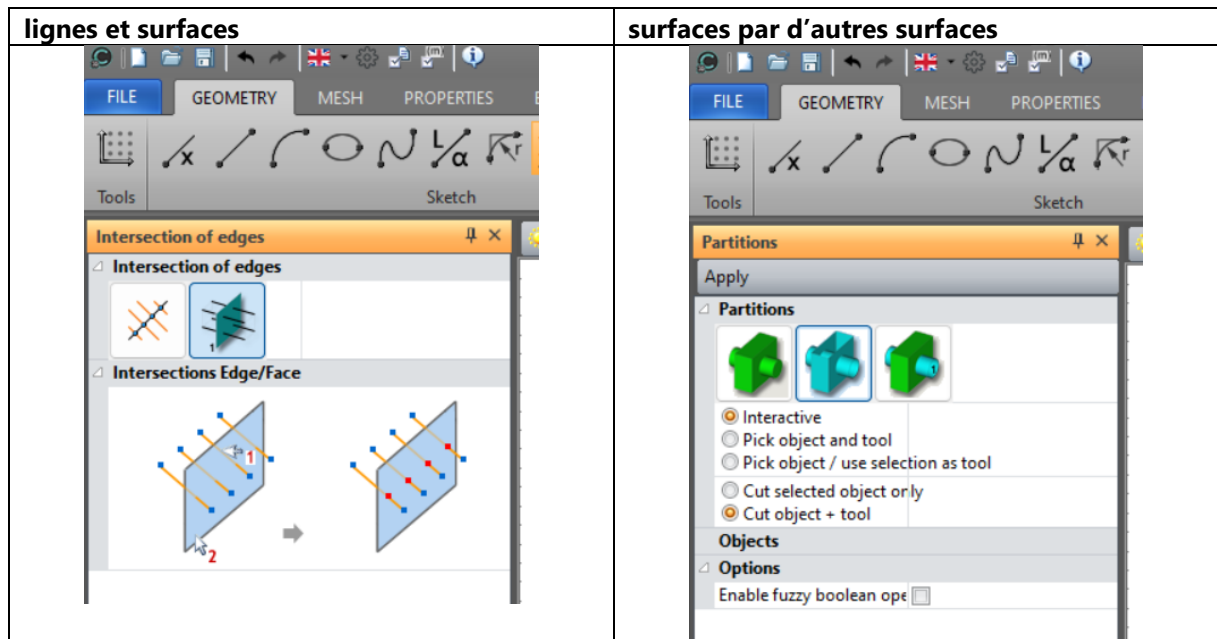 lignes et surfaces
FILE GEOMETRY MESH PROPERTIES
x L/α r
Tools Sketch
Intersection of edges
Intersection of edges
1
Intersections Edge/Face
1
2
surfaces par d’autres surfaces
FILE GEOMETRY MESH PROPERTIES
x L/α r
Tools Sketch
Partitions
Apply
Partitions
1
Interactive
Pick object and tool
Pick object / use selection as tool
Cut selected object only
Cut object + tool
Objects
Options
Enable fuzzy boolean ope